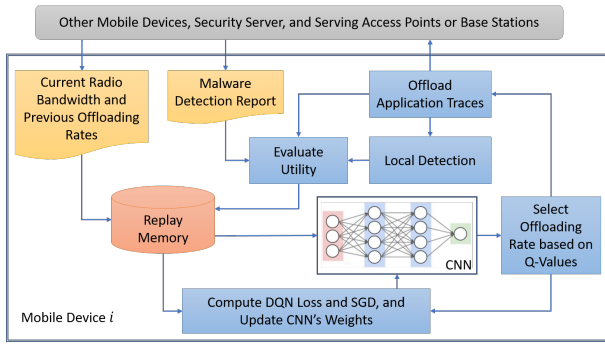 Other Mobile Devices, Security Server, and Serving Access Points or Base Stations
Current Radio
Bandwidth and
Previous Offloading
Rates
Malware
Detection Report
Offload
Application Traces
Evaluate
Utility
Local Detection
Replay
Memory
CNN
Select
Offloading
Rate based on
Q-Values
Compute DQN Loss and SGD, and
Update CNN's Weights
Mobile Device i